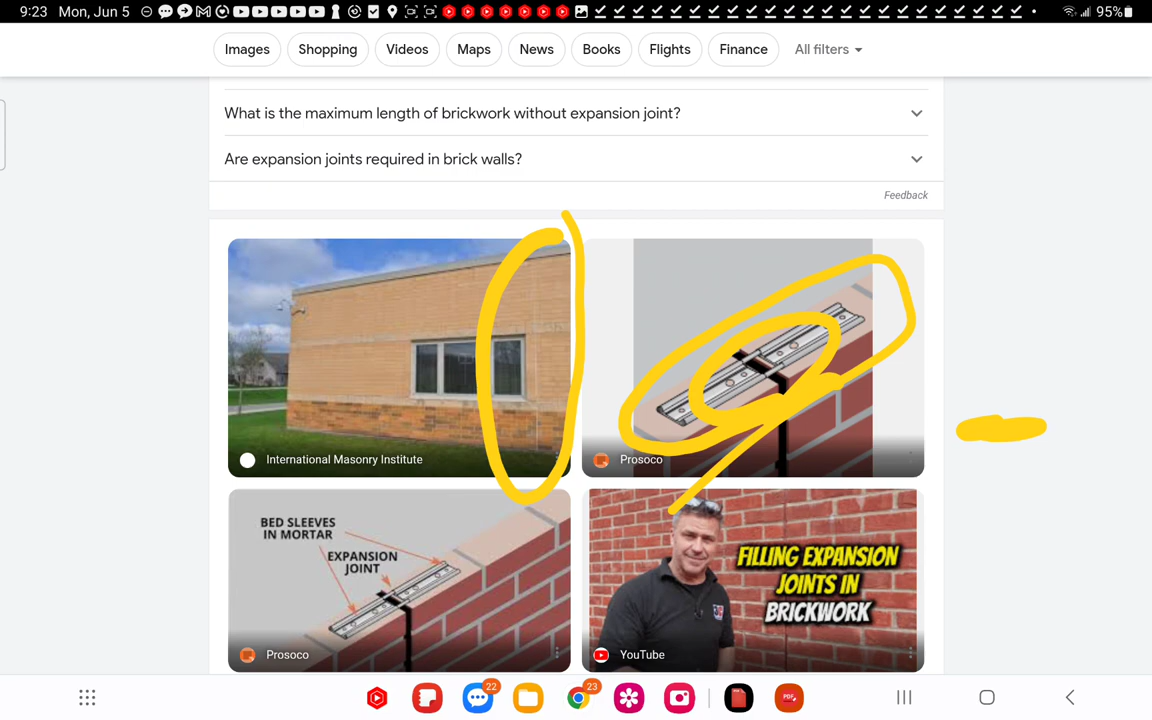 9:23 Mon, Jun 5
95%
Images
Shopping
Videos
Maps
News
Books
Flights
Finance
All filters
What is the maximum length of brickwork without expansion joint?
Are expansion joints required in brick walls?
Feedback
International Masonry Institute
Prosoco
BED SLEEVES
IN MORTAR
EXPANSION
JOINT
Prosoco
FILLING EXPANSION
JOINTS IN
BRICKWORK
YouTube
22
23
PDF